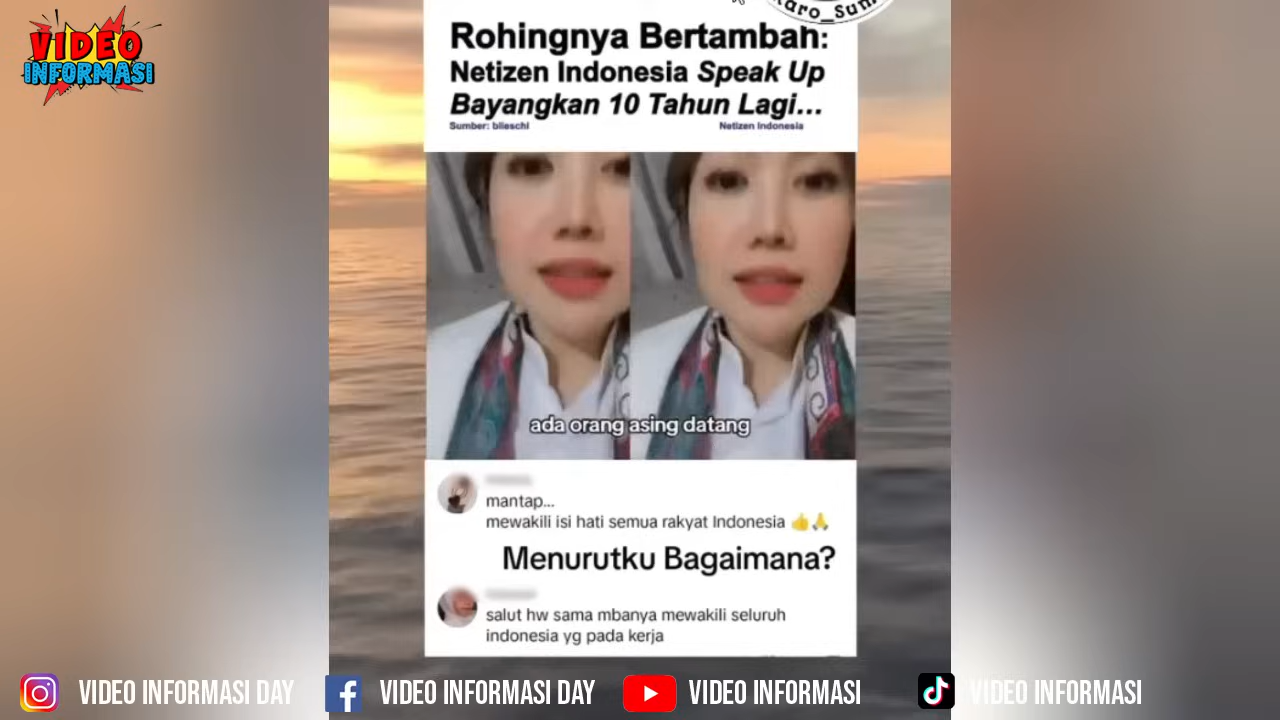 VIDEO
INFORMASI
Rohingnya Bertambah:
Netizen Indonesia Speak Up
Bayangkan 10 Tahun Lagi...
Sumber: blieschl
Netizen Indonesia
ada orang asing datang
mantap...
mewakili isi hati semua rakyat Indonesia 👍🙏
Menurutku Bagaimana?
salut hw sama mbanya mewakili seluruh
indonesia yg pada kerja
VIDEO INFORMASI DAY
VIDEO INFORMASI DAY
VIDEO INFORMASI
VIDEO INFORMASI